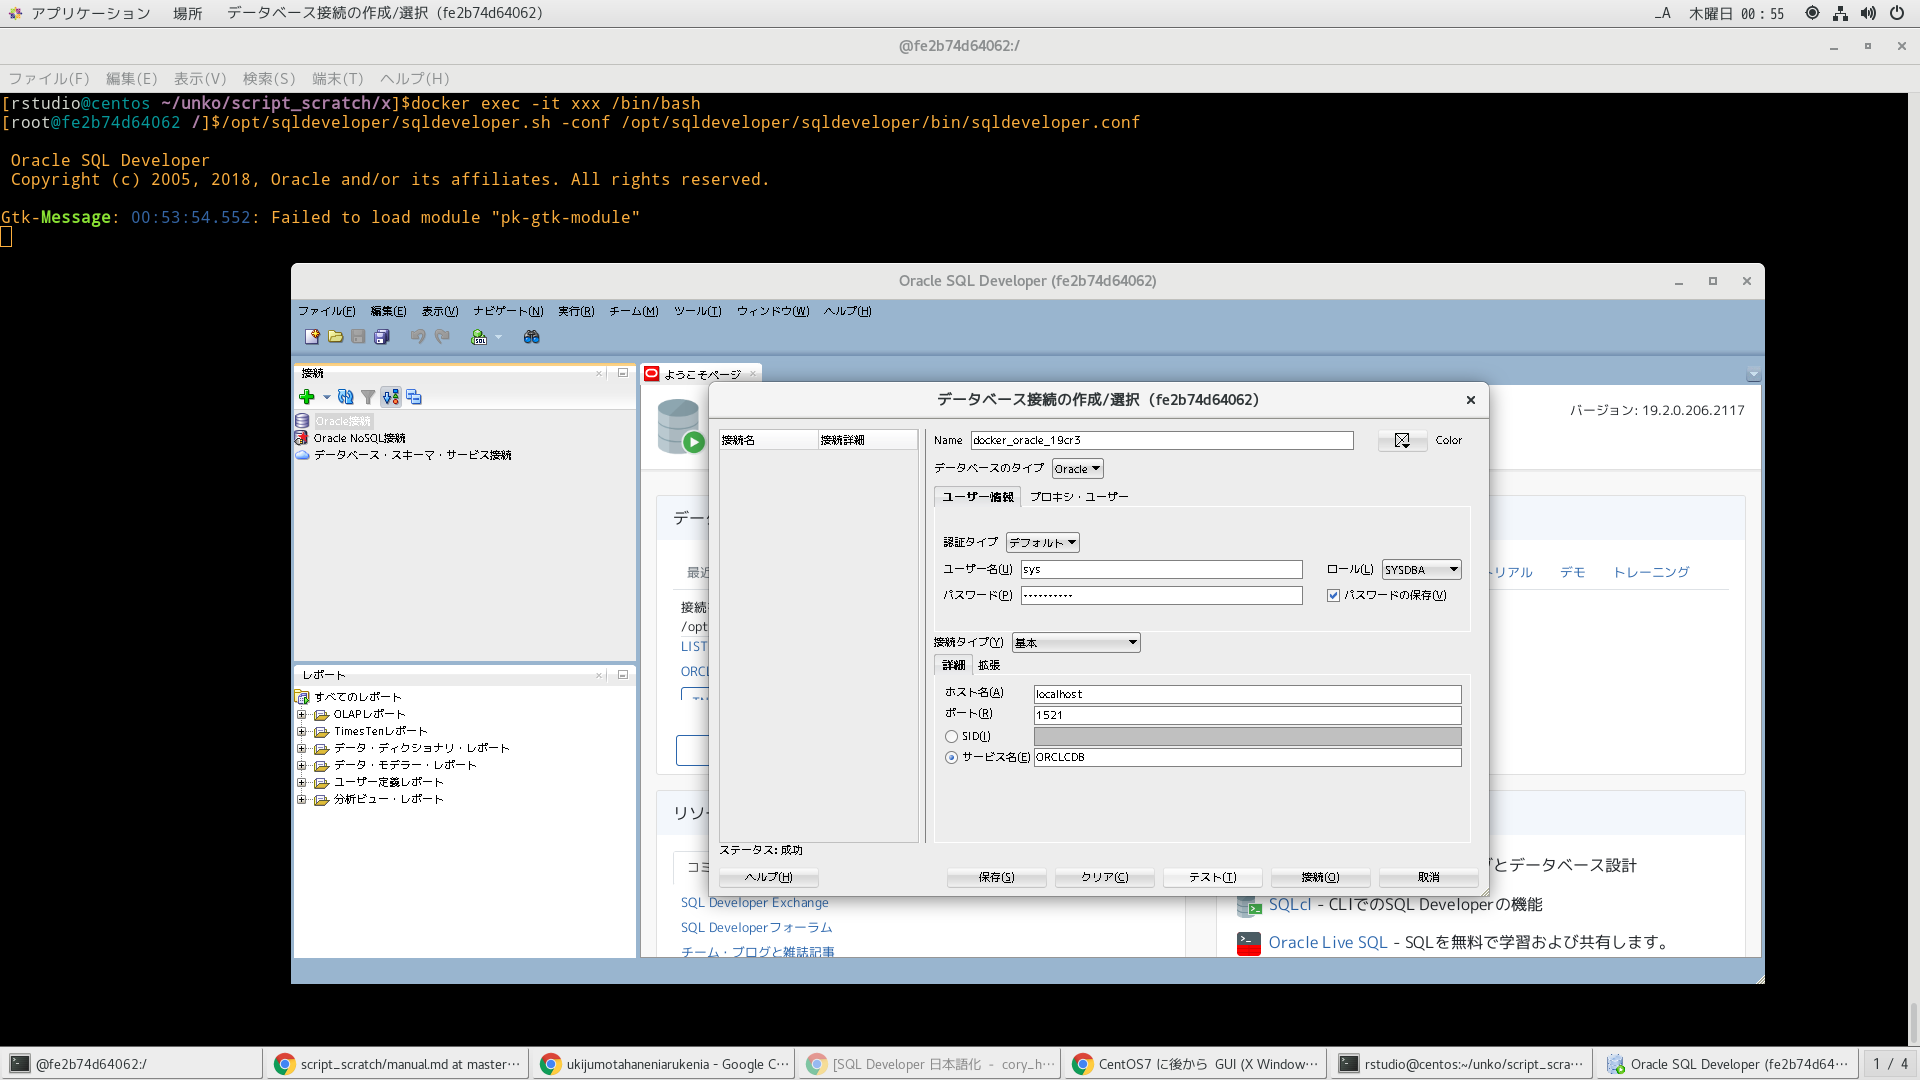 アプリケーション 場所 データベース接続の作成/選択 (fe2b74d64062)
_A 木曜日 00：55
@fe2b74d64062:/
ファイル(F) 編集(E) 表示(V) 検索(S) 端末(T) ヘルプ(H)
[rstudio@centos ~/unko/script_scratch/x]$docker exec -it xxx /bin/bash
[root@fe2b74d64062 /]$/opt/sqldeveloper/sqldeveloper.sh -conf /opt/sqldeveloper/sqldeveloper/bin/sqldeveloper.conf
Oracle SQL Developer
Copyright (c) 2005, 2018, Oracle and/or its affiliates. All rights reserved.
Gtk-Message: 00:53:54.552: Failed to load module "pk-gtk-module"
Oracle SQL Developer (fe2b74d64062)
ファイル(F) 編集(E) 表示(V) ナビゲート(N) 実行(R) チーム(M) ツール(T) ウィンドウ(W) ヘルプ(H)
接続
Oracle接続
Oracle NoSQL接続
データベース・スキーマ・サービス接続
レポート
すべてのレポート
OLAPレポート
TimesTenレポート
データ・ディクショナリ・レポート
データ・モデラー・レポート
ユーザー定義レポート
分析ビュー・レポート
ようこそページ
バージョン: 19.2.0.206.2117
デー
最近
トリアル デモ トレーニング
接続
/opt
LIST
ORCL
リソー
コミ
SQL Developer Exchange
SQL Developerフォーラム
チーム・ブログと雑誌記事
とデータベース設計
SQLcl - CLIでのSQL Developerの機能
Oracle Live SQL - SQLを無料で学習および共有します。
データベース接続の作成/選択 (fe2b74d64062)
接続名 接続詳細
Name docker_oracle_19cr3 Color
データベースのタイプ Oracle
ユーザー情報 プロキシ・ユーザー
認証タイプ デフォルト
ユーザー名(U) sys ロール(L) SYSDBA
パスワード(P) •••••••••• パスワードの保存(V)
接続タイプ(Y) 基本
詳細 拡張
ホスト名(A) localhost
ポート(R) 1521
SID(I)
サービス名(E) ORCLCDB
ステータス: 成功
ヘルプ(H) 保存(S) クリア(C) テスト(T) 接続(O) 取消
@fe2b74d64062:/
script_scratch/manual.md at master…
ukijumotahaneniarukenia - Google C…
[SQL Developer 日本語化 - cory_h…
CentOS7 に後から GUI (X Window…
rstudio@centos:~/unko/script_scra…
Oracle SQL Developer (fe2b74d64…
1 / 4